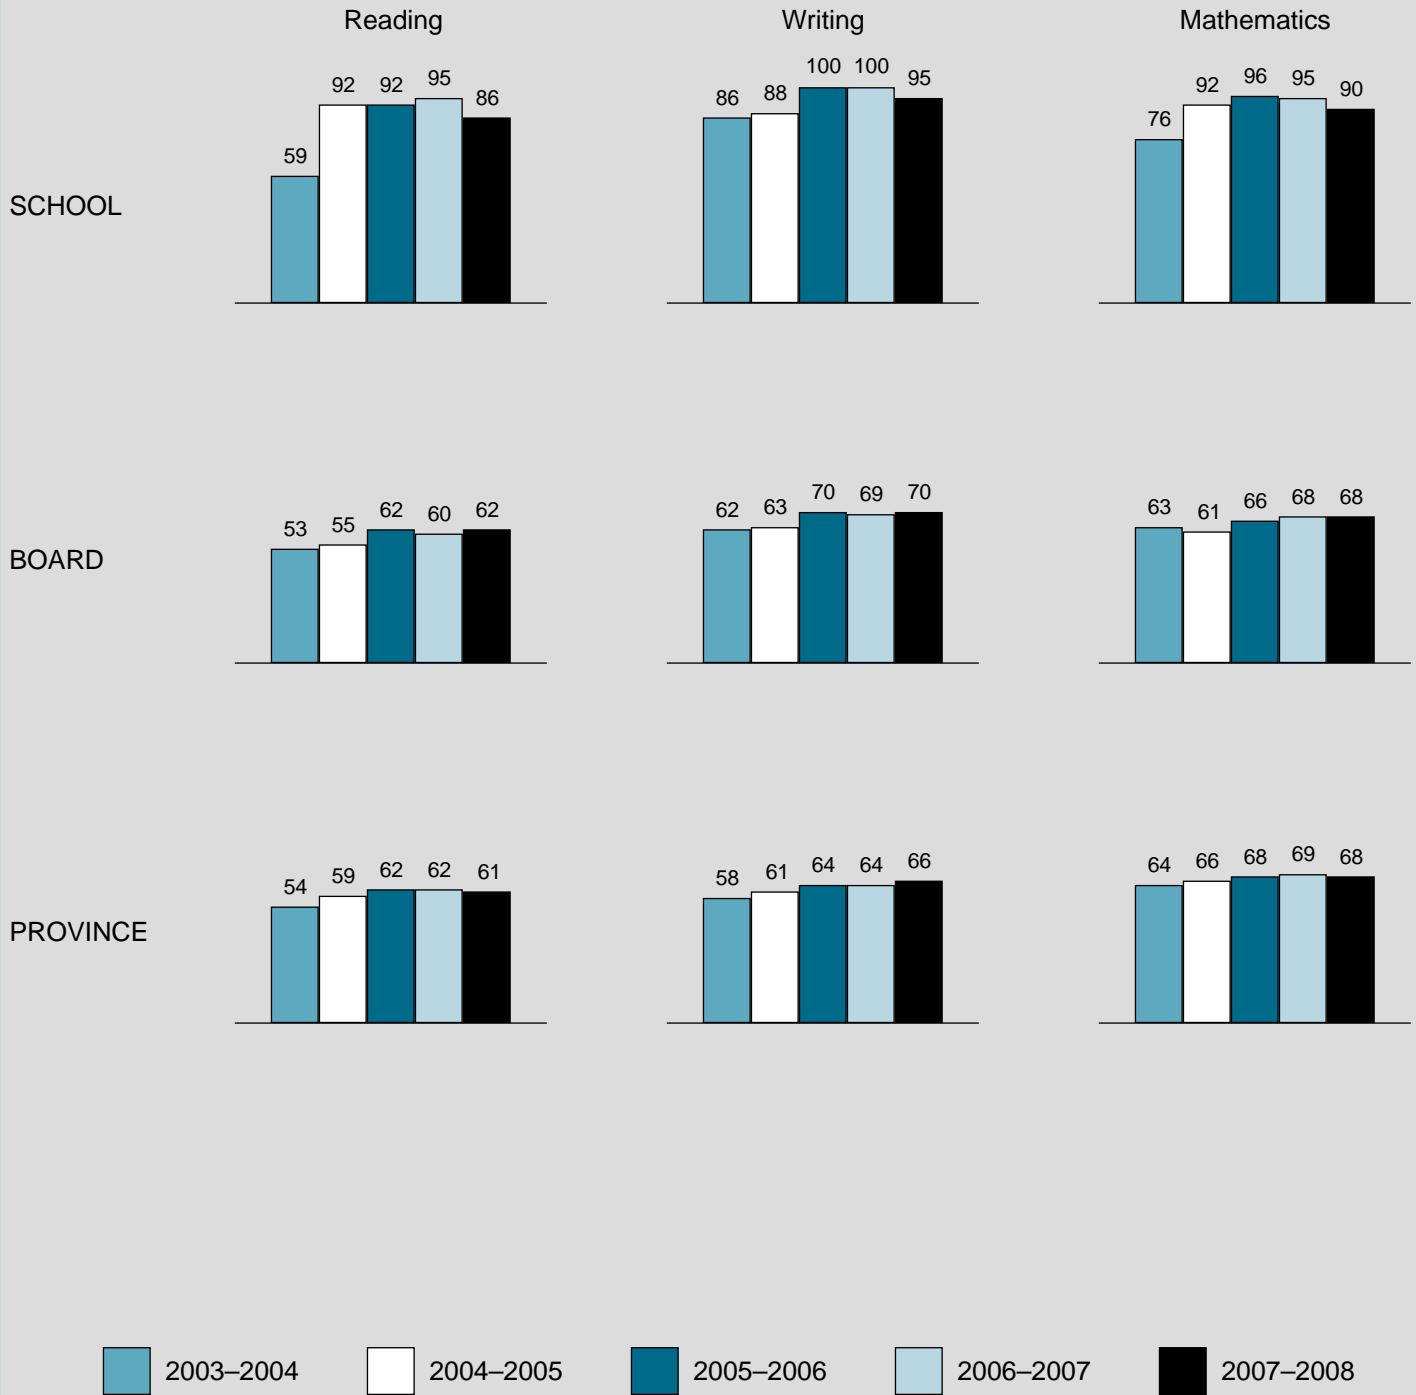 Reading Writing Mathematics
SCHOOL
59 92 92 95 86
86 88 100 100 95
76 92 96 95 90
BOARD
53 55 62 60 62
62 63 70 69 70
63 61 66 68 68
PROVINCE
54 59 62 62 61
58 61 64 64 66
64 66 68 69 68
2003–2004 2004–2005 2005–2006 2006–2007 2007–2008